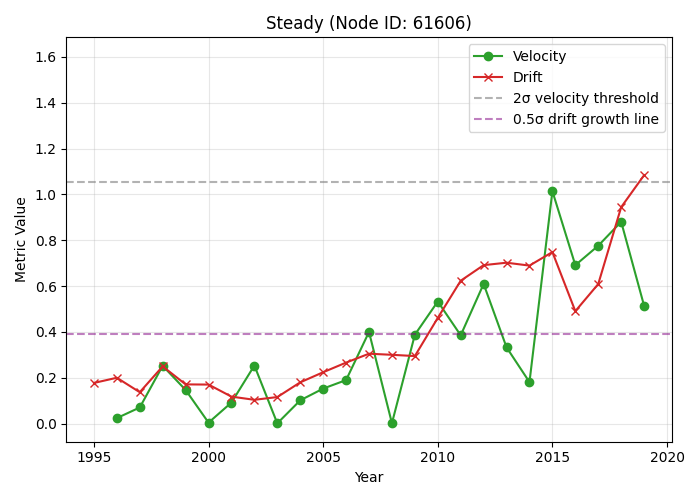 Steady (Node ID: 61606)
Velocity
Drift
2σ velocity threshold
0.5σ drift growth line
Metric Value
1.6
1.4
1.2
1.0
0.8
0.6
0.4
0.2
0.0
1995
2000
2005
2010
2015
2020
Year